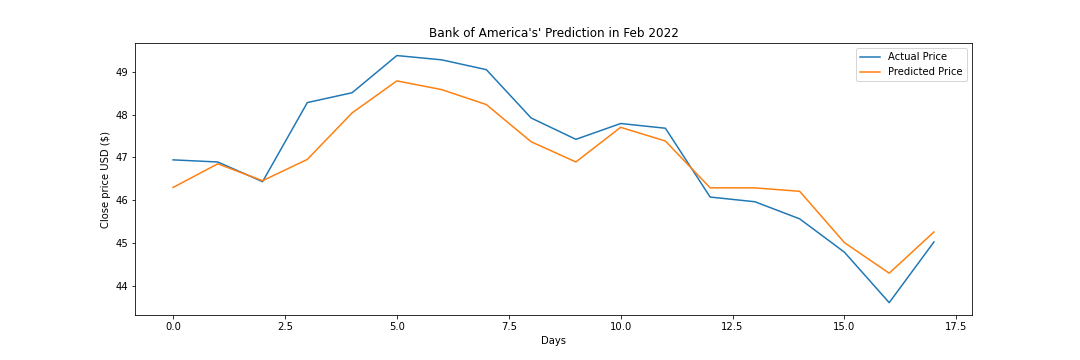 Bank of America's' Prediction in Feb 2022
Actual Price
Predicted Price
Close price USD ($)
49
48
47
46
45
44
0.0 2.5 5.0 7.5 10.0 12.5 15.0 17.5
Days